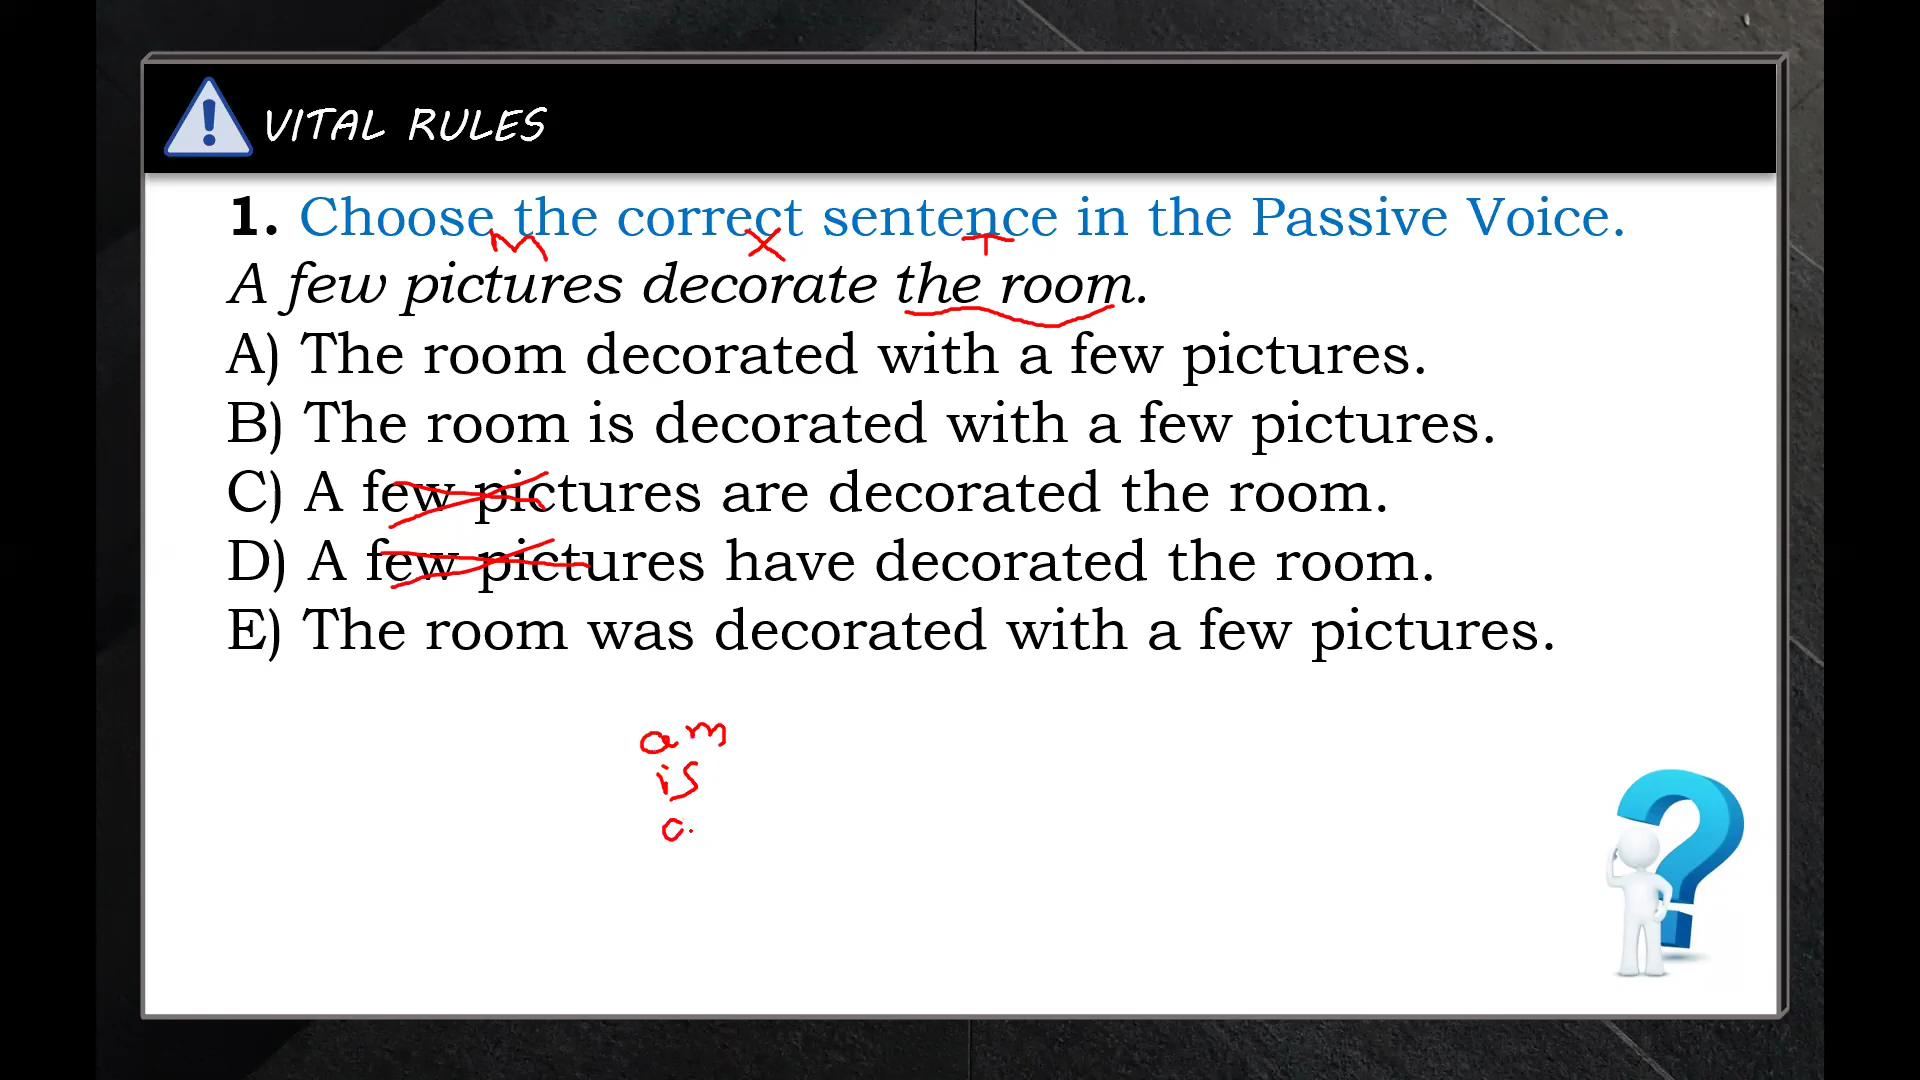 VITAL RULES
1. Choose the correct sentence in the Passive Voice.
m x T
A few pictures decorate the room.
A) The room decorated with a few pictures.
B) The room is decorated with a few pictures.
C) A few pictures are decorated the room.
D) A few pictures have decorated the room.
E) The room was decorated with a few pictures.
am
is